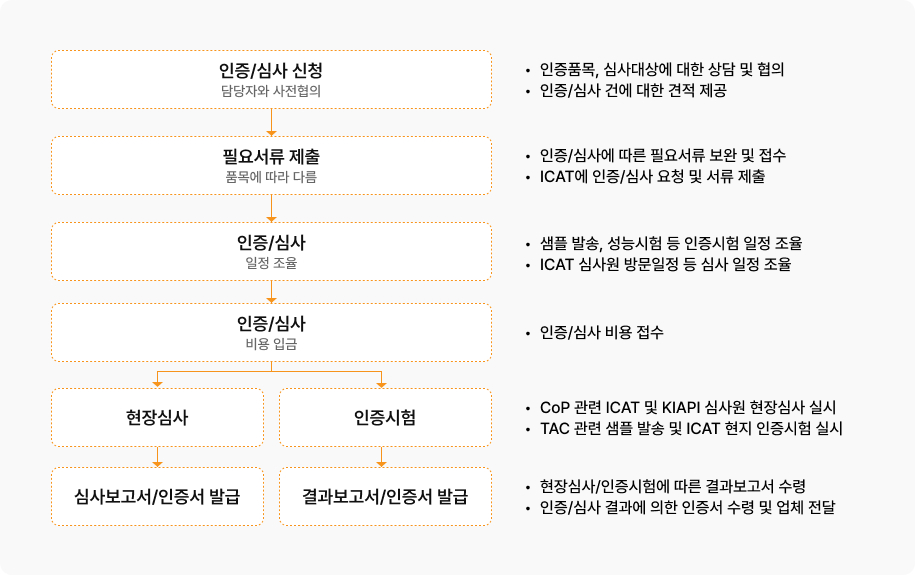 인증/심사 신청
담당자와 사전협의
• 인증품목, 심사대상에 대한 상담 및 협의
• 인증/심사 건에 대한 견적 제공
필요서류 제출
품목에 따라 다름
• 인증/심사에 따른 필요서류 보완 및 접수
• ICAT에 인증/심사 요청 및 서류 제출
인증/심사
일정 조율
• 샘플 발송, 성능시험 등 인증시험 일정 조율
• ICAT 심사원 방문일정 등 심사 일정 조율
인증/심사
비용 입금
• 인증/심사 비용 접수
현장심사
인증시험
• CoP 관련 ICAT 및 KIAPI 심사원 현장심사 실시
• TAC 관련 샘플 발송 및 ICAT 현지 인증시험 실시
심사보고서/인증서 발급
결과보고서/인증서 발급
• 현장심사/인증시험에 따른 결과보고서 수령
• 인증/심사 결과에 의한 인증서 수령 및 업체 전달